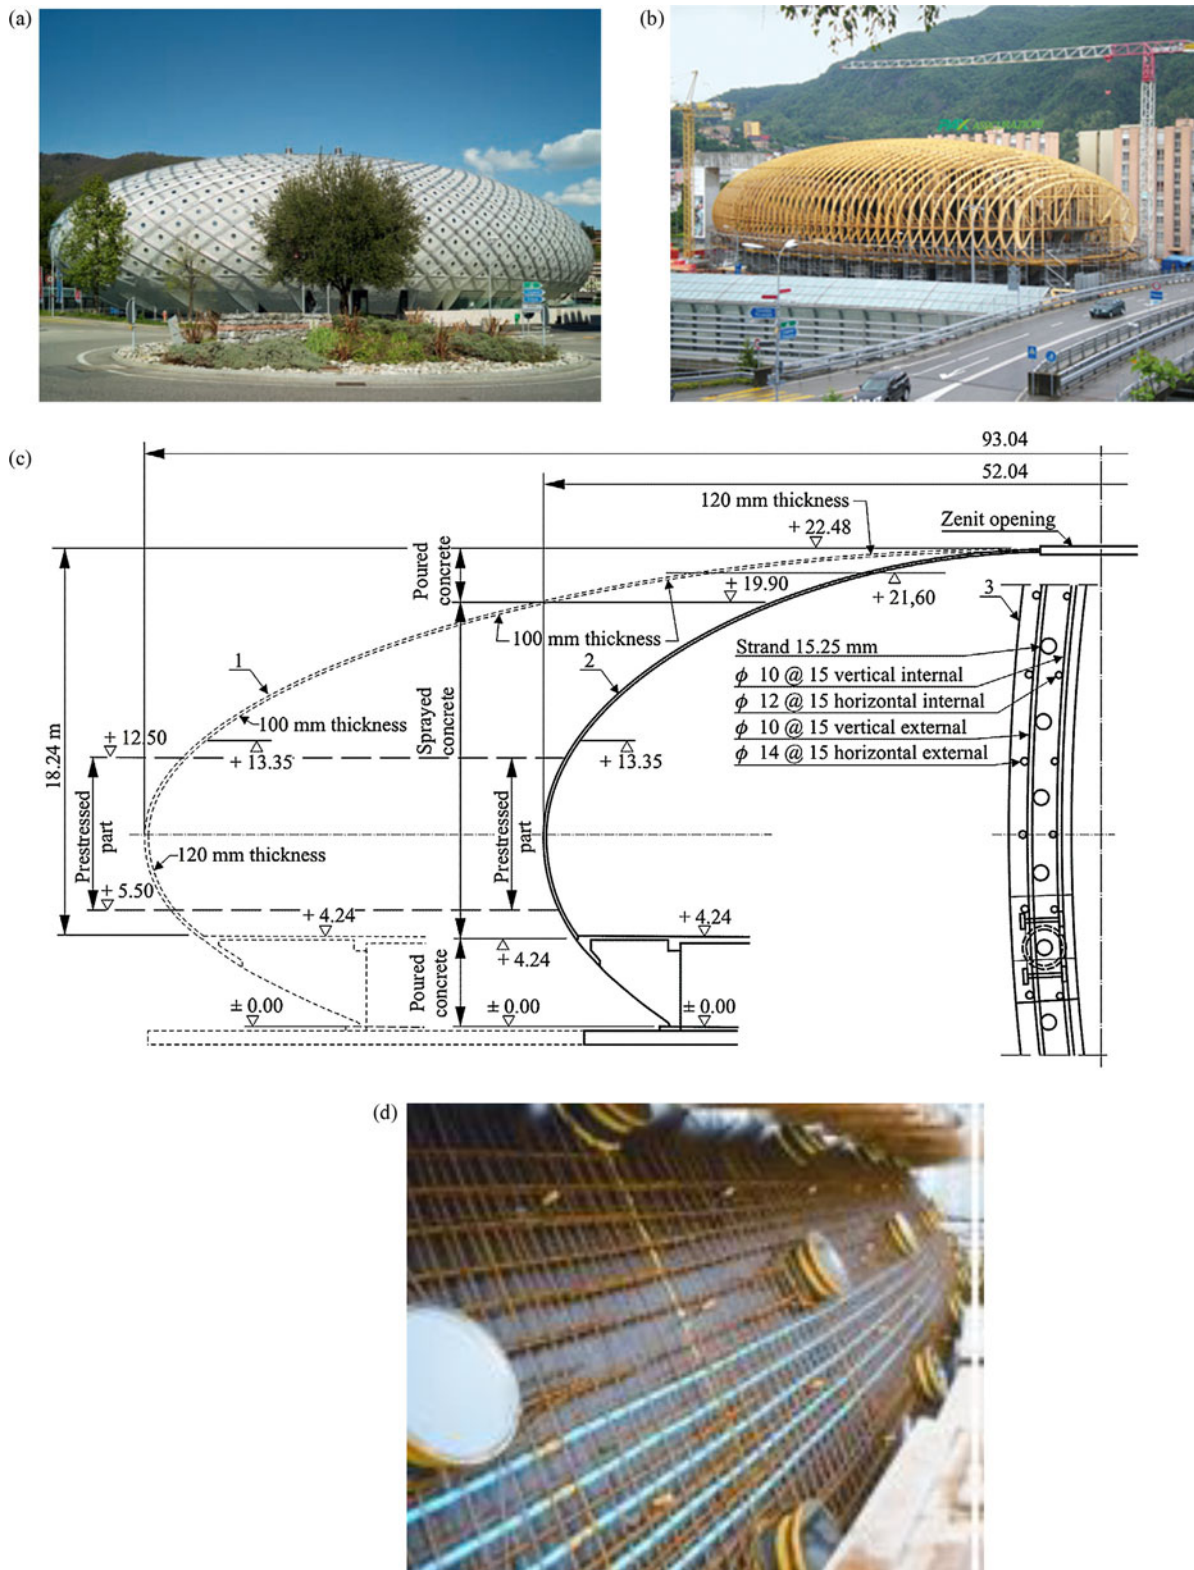 (a)
(b)
ASSICURAZIONI
(c)
93.04
52.04
120 mm thickness
+ 22.48
Zenit opening
Poured
concrete
+ 19.90
+ 21,60
3
100 mm thickness
Strand 15.25 mm
ϕ 10 @ 15 vertical internal
ϕ 12 @ 15 horizontal internal
ϕ 10 @ 15 vertical external
ϕ 14 @ 15 horizontal external
1
2
100 mm thickness
Sprayed
concrete
18.24 m
+ 12.50
+ 13.35
+ 13.35
Prestressed
part
Prestressed
part
120 mm thickness
+ 5.50
+ 4.24
+ 4.24
+ 4.24
Poured
concrete
± 0.00
± 0.00
± 0.00
(d)